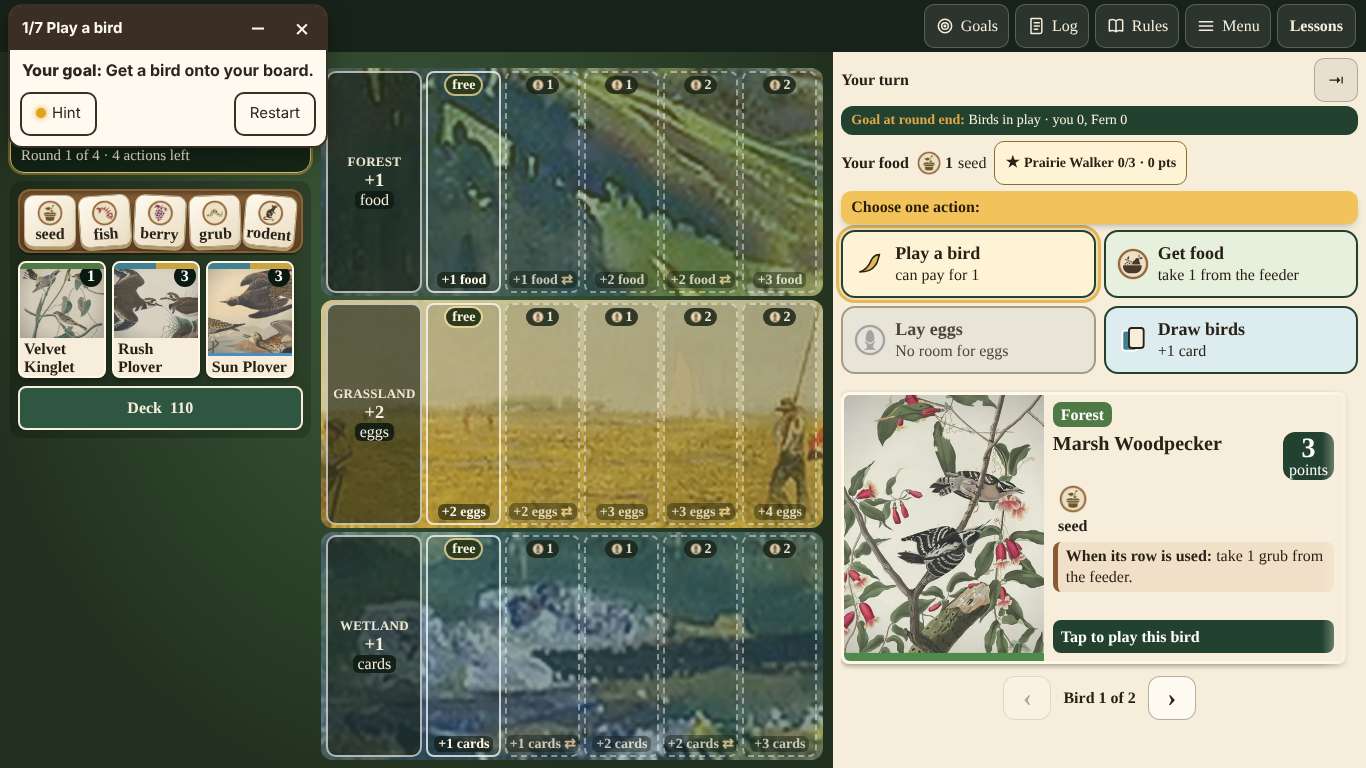 1/7 Play a bird
Your goal: Get a bird onto your board.
Hint
Restart
Round 1 of 4 · 4 actions left
seed
fish
berry
grub
rodent
1
3
3
Velvet
Kinglet
Rush
Plover
Sun Plover
Deck 110
Goals
Log
Rules
Menu
Lessons
FOREST
+1
food
free
1
1
2
2
+1 food
+1 food ⇄
+2 food
+2 food ⇄
+3 food
GRASSLAND
+2
eggs
free
1
1
2
2
+2 eggs
+2 eggs ⇄
+3 eggs
+3 eggs ⇄
+4 eggs
WETLAND
+1
cards
free
1
1
2
2
+1 cards
+1 cards ⇄
+2 cards
+2 cards ⇄
+3 cards
Your turn
Goal at round end: Birds in play · you 0, Fern 0
Your food 1 seed
★ Prairie Walker 0/3 · 0 pts
Choose one action:
Play a bird
can pay for 1
Get food
take 1 from the feeder
Lay eggs
No room for eggs
Draw birds
+1 card
Forest
Marsh Woodpecker
3
points
seed
When its row is used: take 1 grub from
the feeder.
Tap to play this bird
‹ Bird 1 of 2 ›